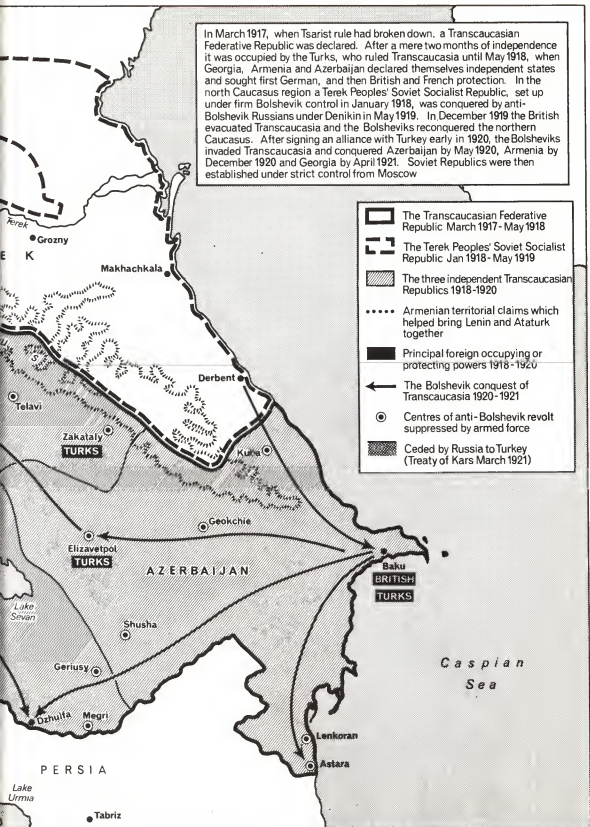 In March 1917, when Tsarist rule had broken down. a Transcaucasian
Federative Republic was declared. After a mere two months of independence
it was occupied by the Turks, who ruled Transcaucasia until May 1918, when
Georgia, Armenia and Azerbaijan declared themselves independent states
and sought first German, and then British and French protection. In the
north Caucasus region a Terek Peoples' Soviet Socialist Republic, set up
under firm Bolshevik control in January 1918, was conquered by anti-
Bolshevik Russians under Denikin in May 1919. In December 1919 the British
evacuated Transcaucasia and the Bolsheviks reconquered the northern
Caucasus. After signing an alliance with Turkey early in 1920, the Bolsheviks
invaded Transcaucasia and conquered Azerbaijan by May 1920, Armenia by
December 1920 and Georgia by April 1921. Soviet Republics were then
established under strict control from Moscow
The Transcaucasian Federative
Republic March 1917 - May 1918
The Terek Peoples' Soviet Socialist
Republic Jan 1918 - May 1919
The three independent Transcaucasian
Republics 1918-1920
Armenian territorial claims which
helped bring Lenin and Ataturk
together
Principal foreign occupying or
protecting powers 1918-1920
The Bolshevik conquest of
Transcaucasia 1920-1921
Centres of anti-Bolshevik revolt
suppressed by armed force
Ceded by Russia to Turkey
(Treaty of Kars March 1921)
Terek
Grozny
E K
Makhachkala
Derbent
U
S
Telavi
Zakataly
TURKS
Kuba
Geokchie
Elizavetpol
TURKS
AZERBAIJAN
Baku
BRITISH
TURKS
Lake
Sevan
Shusha
Caspian
Sea
Geriusy
Dzhulfa
Megri
Lenkoran
Astara
PERSIA
Lake
Urmia
Tabriz